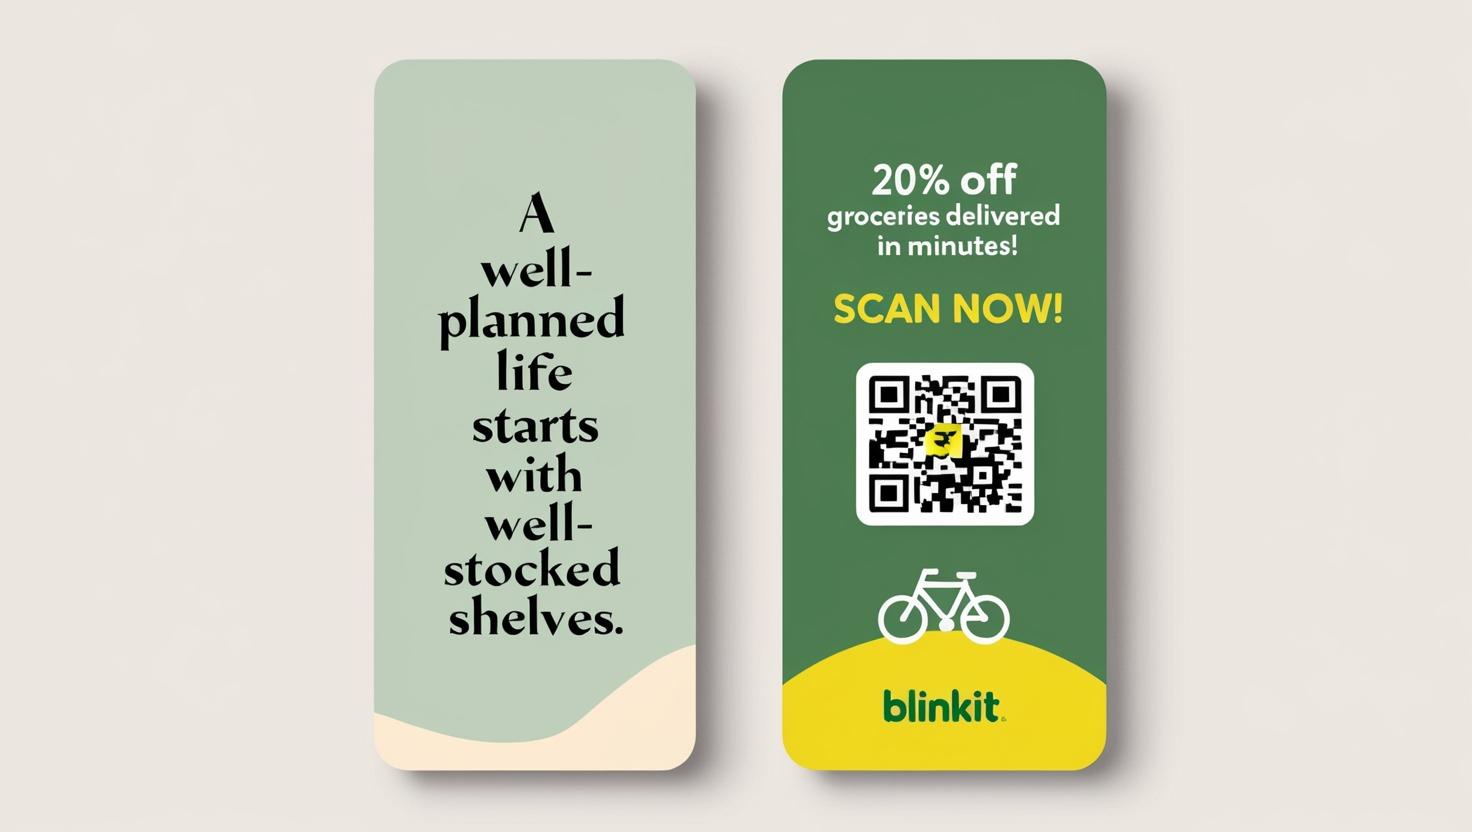 A
well-
planned
life
starts
with
well-
stocked
shelves.
20% off
groceries delivered
in minutes!
SCAN NOW!
blinkit